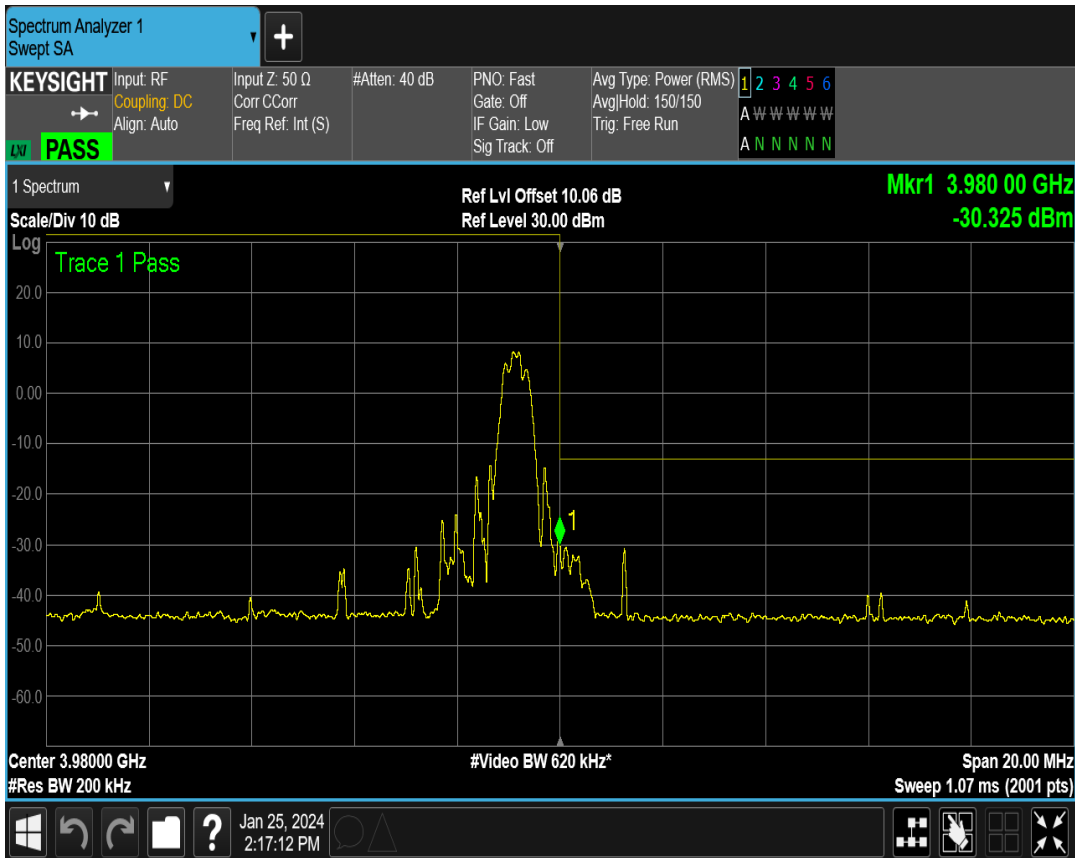 Spectrum Analyzer 1
Swept SA
+
KEYSIGHT
LXI PASS
Input: RF
Coupling: DC
Align: Auto
Input Z: 50 Ω
Corr CCorr
Freq Ref: Int (S)
#Atten: 40 dB
PNO: Fast
Gate: Off
IF Gain: Low
Sig Track: Off
Avg Type: Power (RMS)
Avg|Hold: 150/150
Trig: Free Run
1 2 3 4 5 6
A W W W W W
A N N N N N
1 Spectrum
Scale/Div 10 dB
Ref Lvl Offset 10.06 dB
Ref Level 30.00 dBm
Mkr1 3.980 00 GHz
-30.325 dBm
Log
Trace 1 Pass
20.0
10.0
0.00
-10.0
-20.0
-30.0
-40.0
-50.0
-60.0
1
Center 3.98000 GHz
#Res BW 200 kHz
#Video BW 620 kHz*
Span 20.00 MHz
Sweep 1.07 ms (2001 pts)
?
Jan 25, 2024
2:17:12 PM